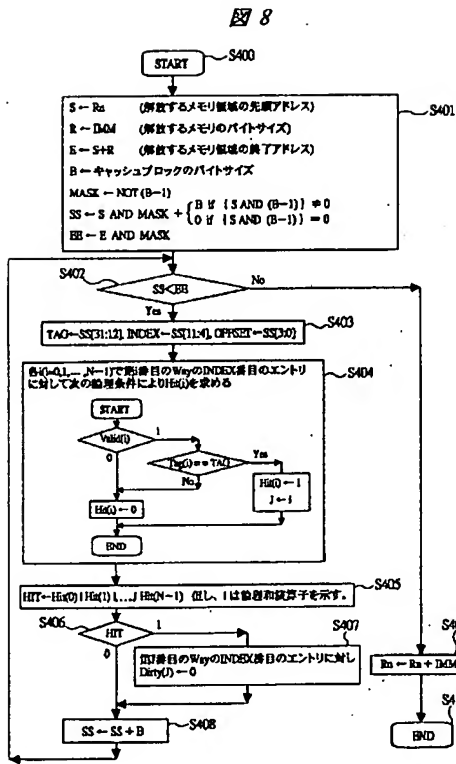 図 8
START
S400
S ← Rn (解放するメモリ領域の先頭アドレス)
R ← IMM (解放するメモリのバイトサイズ)
E ← S+R (解放するメモリ領域の終了アドレス)
B ← キャッシュブロックのバイトサイズ
MASK ← NOT (B-1)
SS ← S AND MASK + { B if { S AND (B-1) } ≠ 0
0 if { S AND (B-1) } = 0
EE ← E AND MASK
S401
S402
SS<EE
No
Yes
TAG←SS[31:12], INDEX←SS[11:4], OFFSET←SS[3:0]
S403
各i(i=0,1,...,N-1)で第i番目のWayのINDEX番目のエントリ
に対して次の論理条件によりHit(i)を求める
S404
START
Valid(i)
1
0
Tag(i) == TAG
Yes
No
Hit(i) ← 1
J ← i
Hit(i) ← 0
END
S405
HIT←Hit(0) | Hit(1) |, ..., | Hit(N-1) 但し、| は論理和演算子を示す。
S406
HIT
1
0
S407
第J番目のWayのINDEX番目のエントリに対し
Dirty(J) ← 0
SS ← SS + B
S408
Rn ← Rn + IMM
END